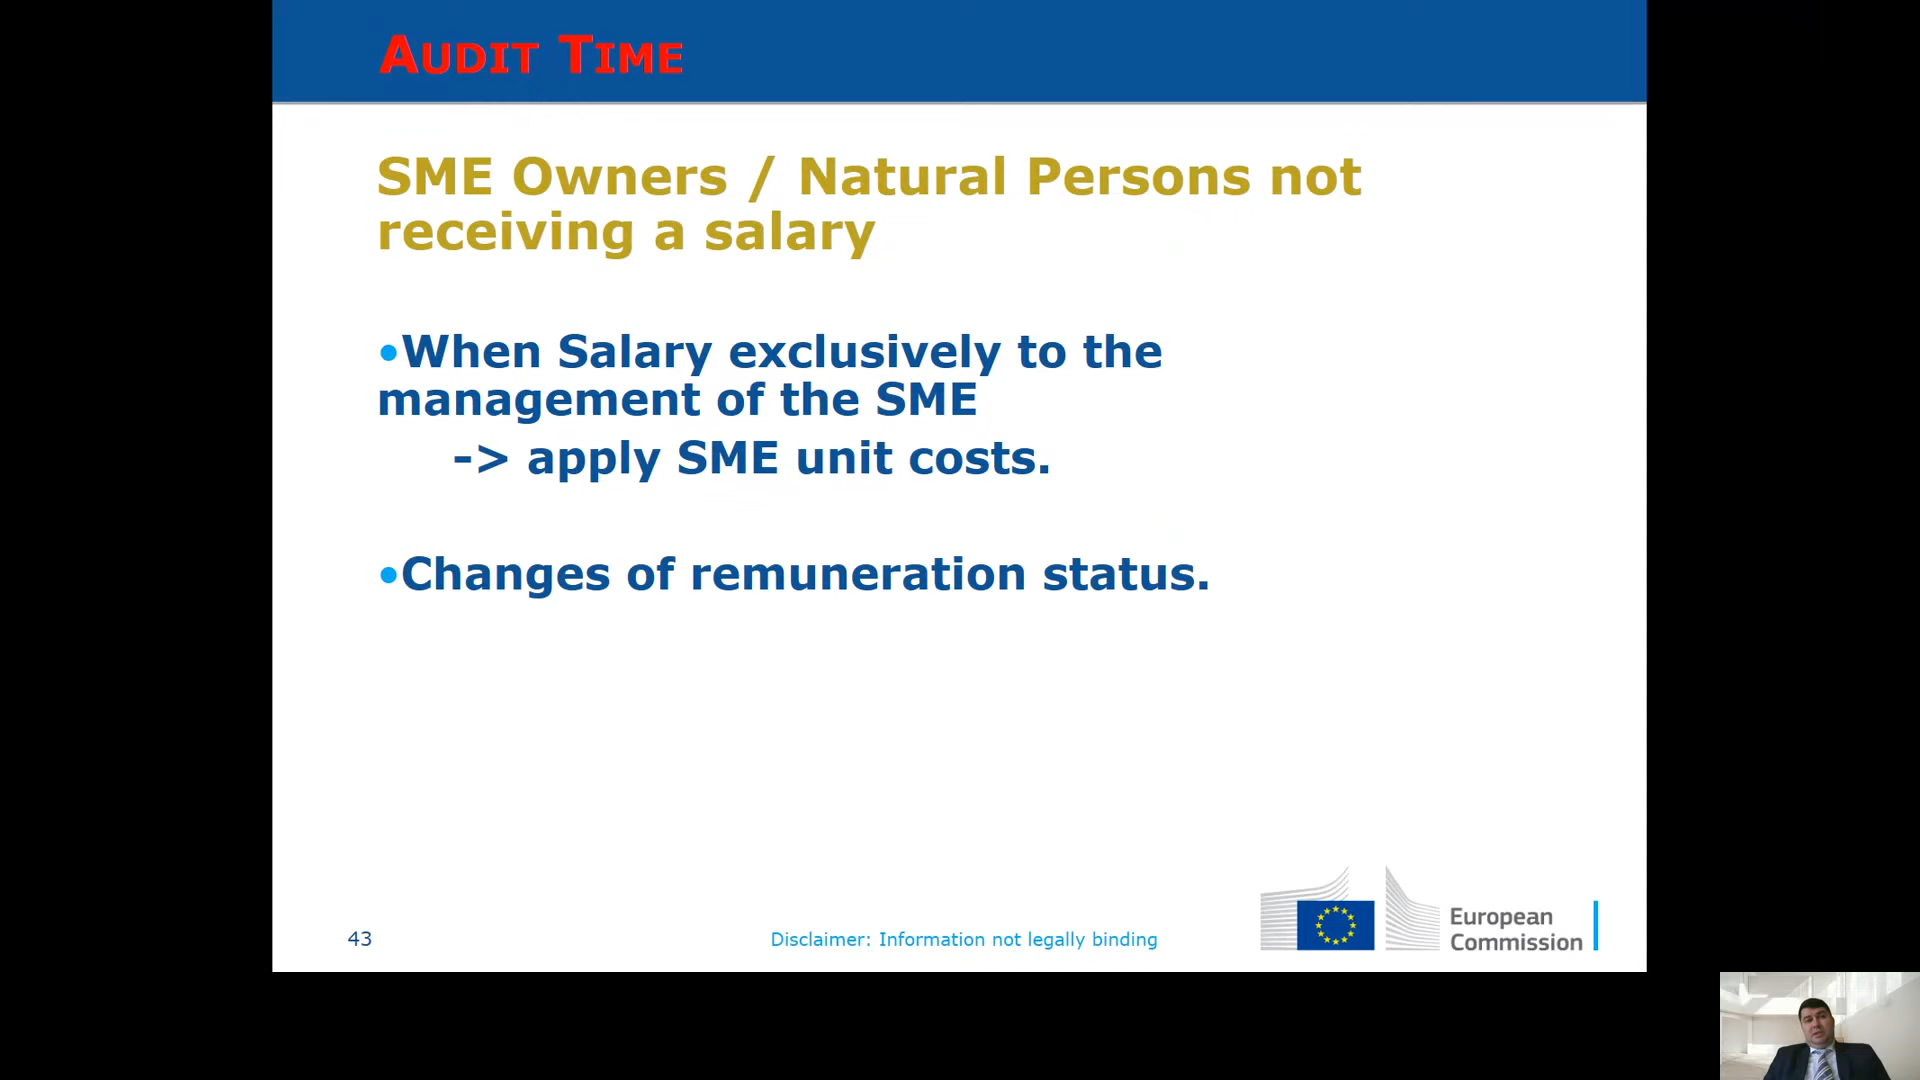 AUDIT TIME
SME Owners / Natural Persons not
receiving a salary
•When Salary exclusively to the
management of the SME
-> apply SME unit costs.
•Changes of remuneration status.
43
Disclaimer: Information not legally binding
European
Commission